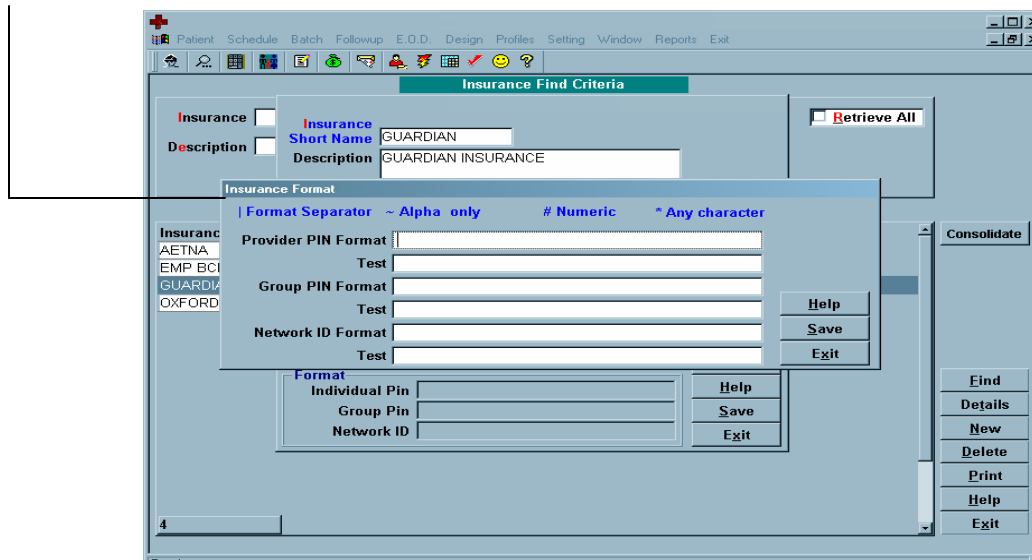 Patient Schedule Batch Followup E.O.D. Design Profiles Setting Window Reports Exit
Insurance Find Criteria
Insurance
Description
Retrieve All
Insurance
Short Name GUARDIAN
Description GUARDIAN INSURANCE
Insurance Format
| Format Separator ~ Alpha only # Numeric * Any character
Provider PIN Format
Test
Group PIN Format
Test
Network ID Format
Test
Help
Save
Exit
Insuranc
AETNA
EMP BCI
GUARDIA
OXFORD
Consolidate
Format
Individual Pin
Group Pin
Network ID
Help
Save
Exit
Find
Details
New
Delete
Print
Help
Exit
4